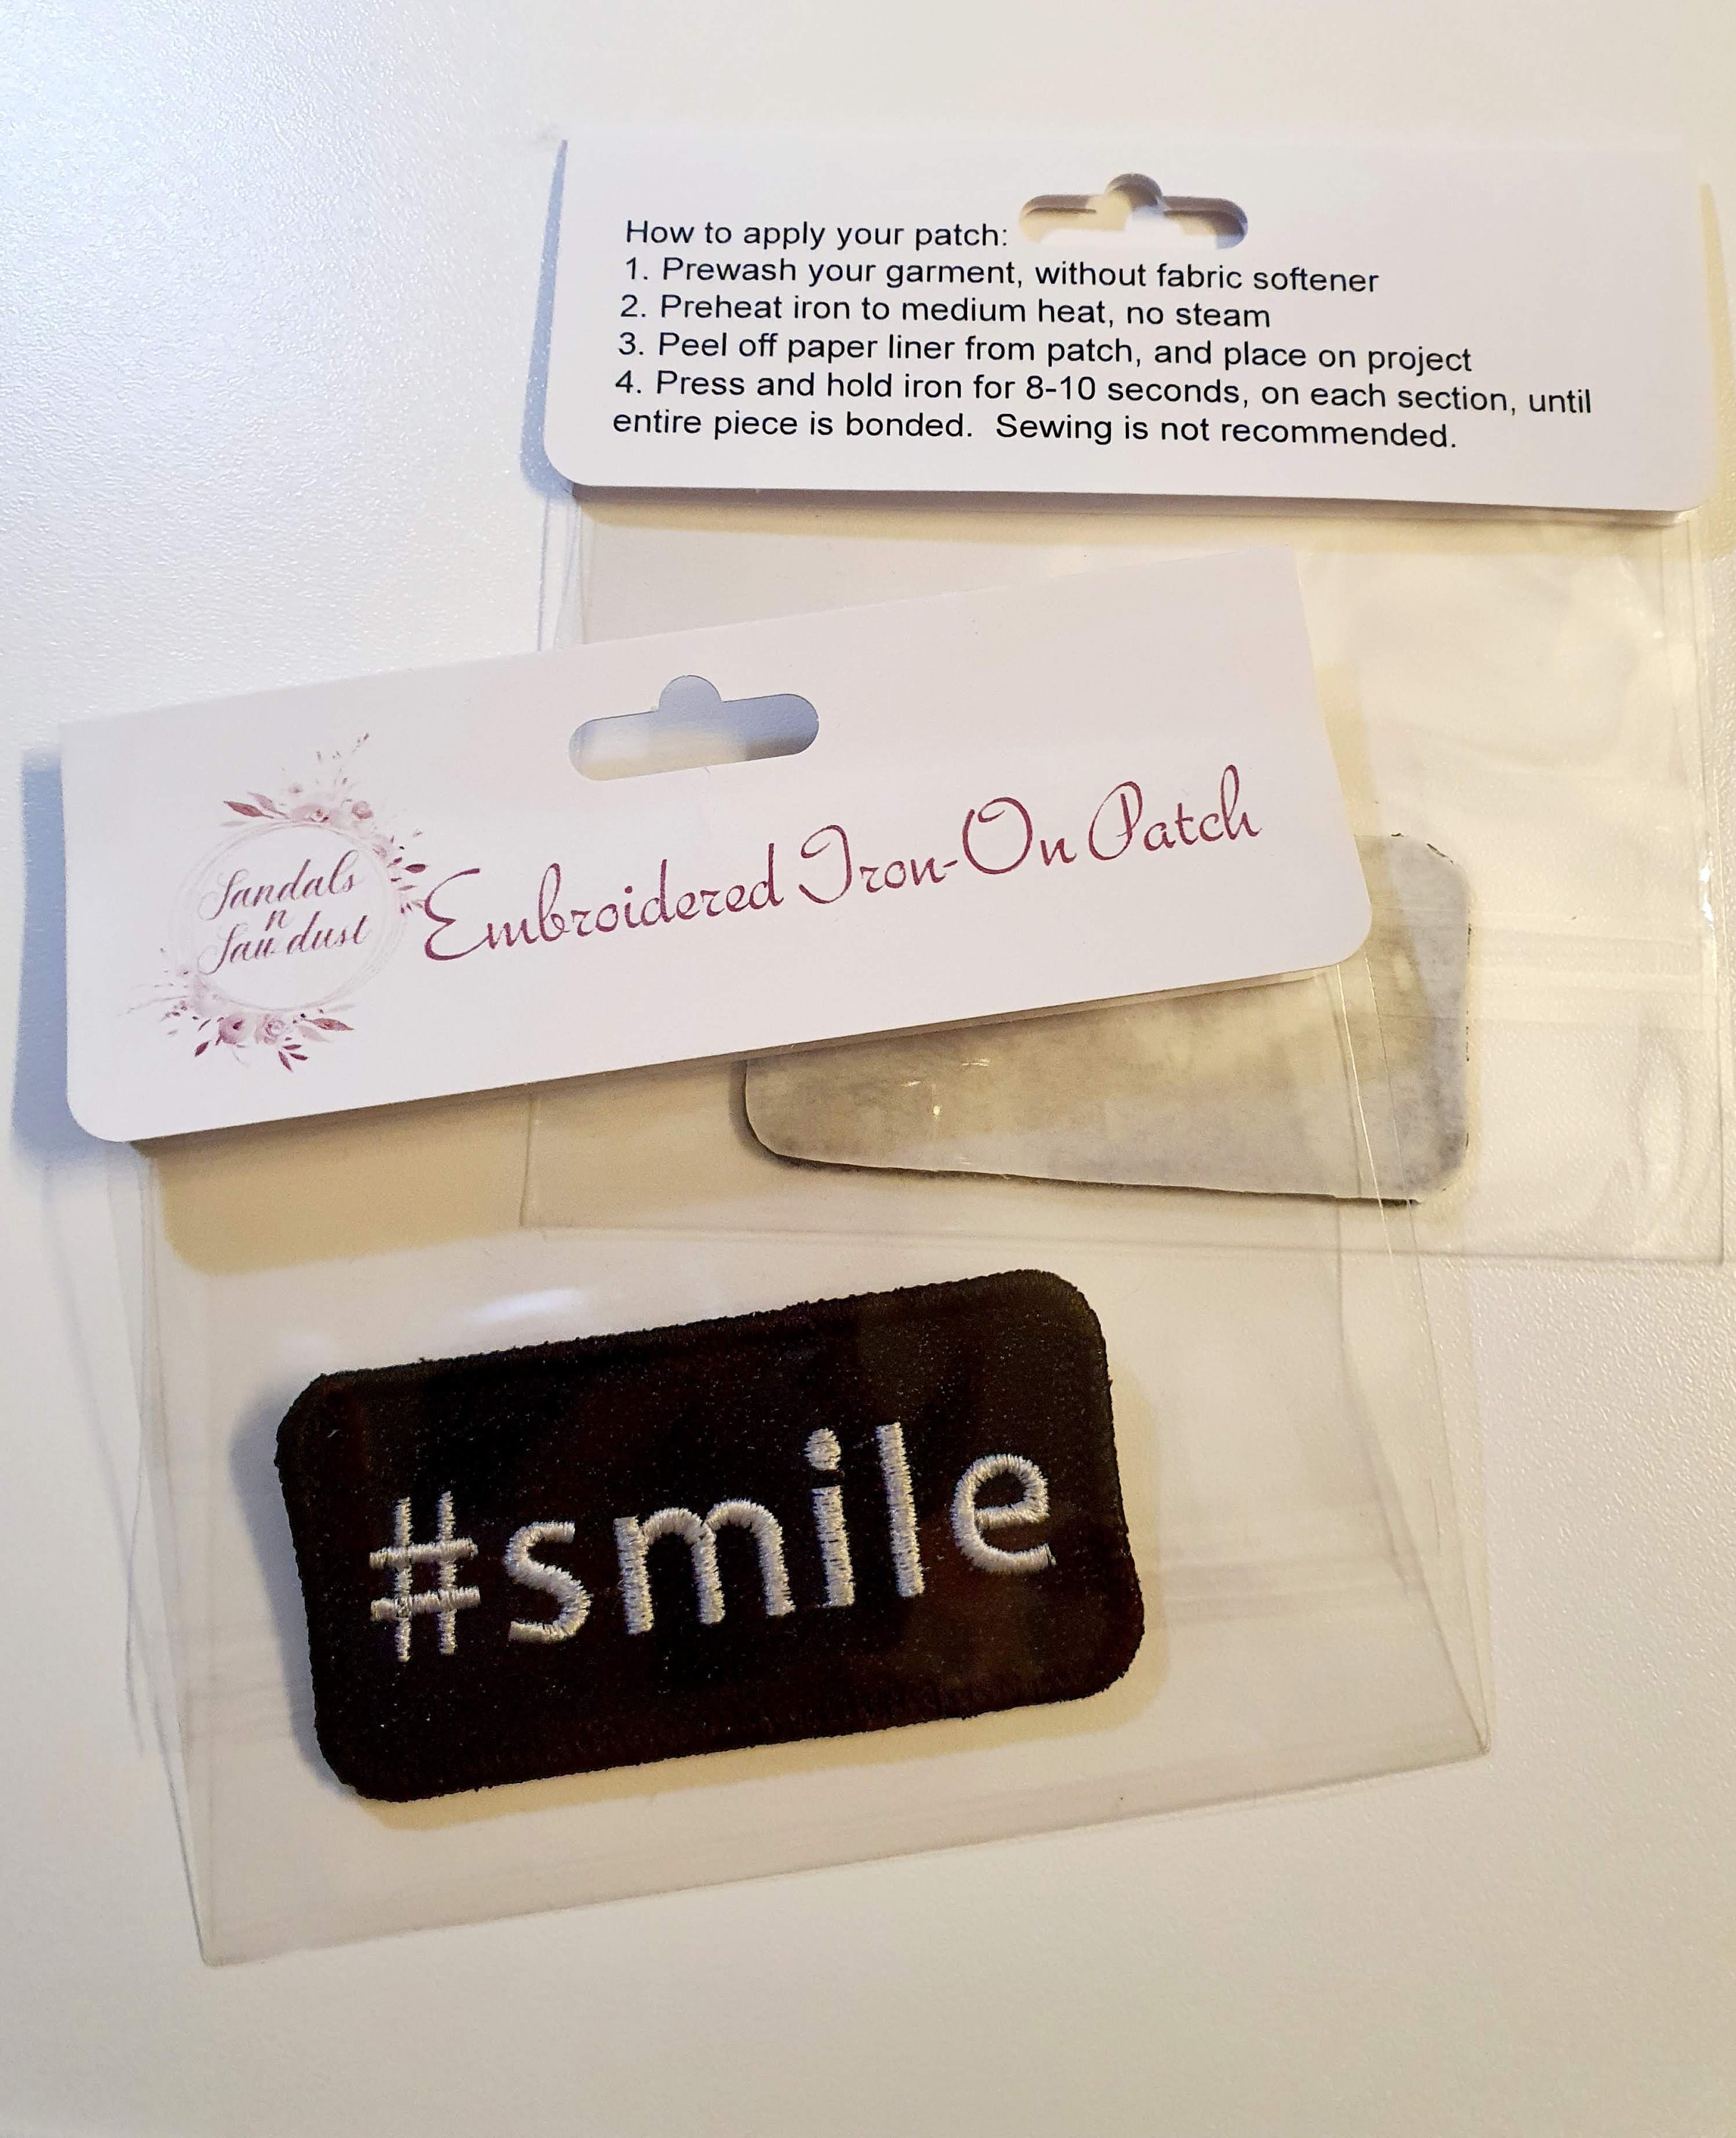 How to apply your patch:
1. Prewash your garment, without fabric softener
2. Preheat iron to medium heat, no steam
3. Peel off paper liner from patch, and place on project
4. Press and hold iron for 8-10 seconds, on each section, until
entire piece is bonded.  Sewing is not recommended.
Sandals
n
Sawdust
Embroidered Iron-On Patch
#smile